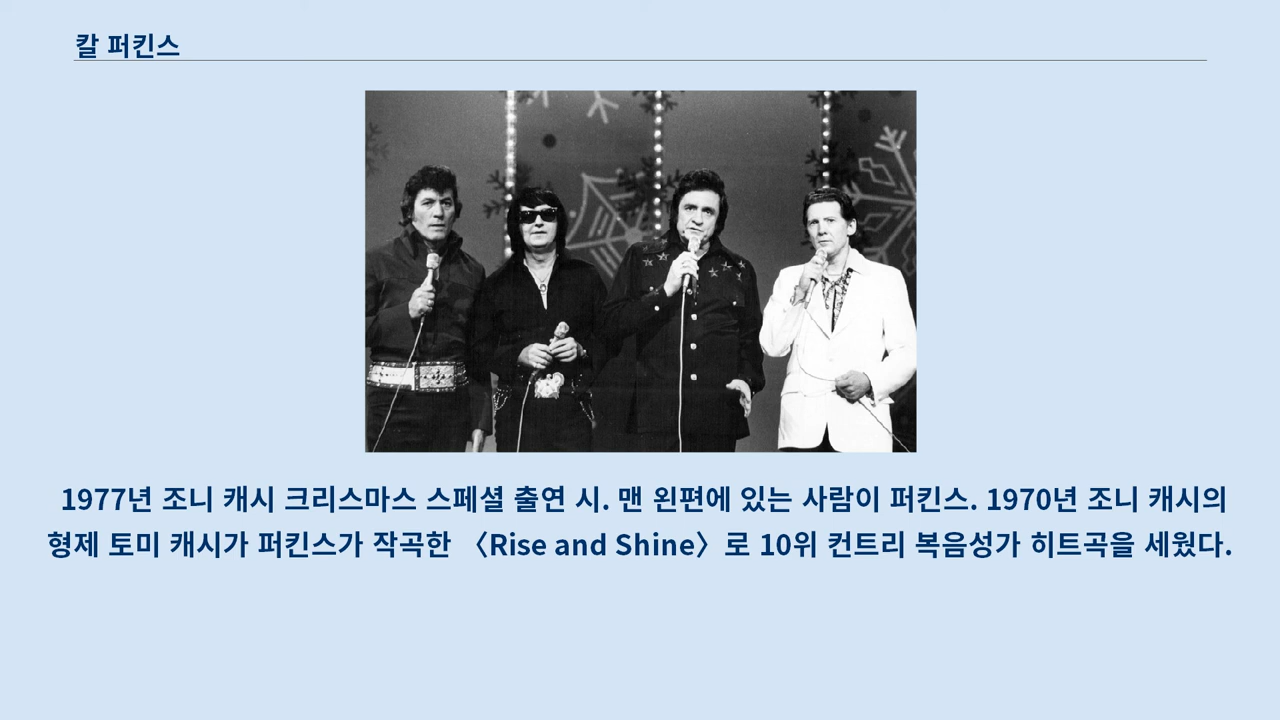 칼 퍼킨스
1977년 조니 캐시 크리스마스 스페셜 출연 시. 맨 왼편에 있는 사람이 퍼킨스. 1970년 조니 캐시의
형제 토미 캐시가 퍼킨스가 작곡한 〈Rise and Shine〉로 10위 컨트리 복음성가 히트곡을 세웠다.